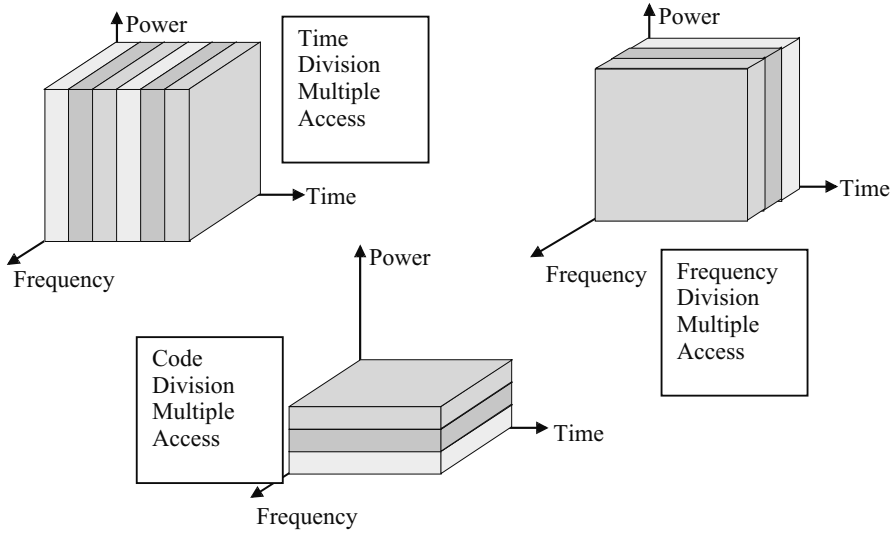 Power
Time
Division
Multiple
Access
Time
Frequency
Power
Time
Frequency
Frequency
Division
Multiple
Access
Power
Code
Division
Multiple
Access
Time
Frequency